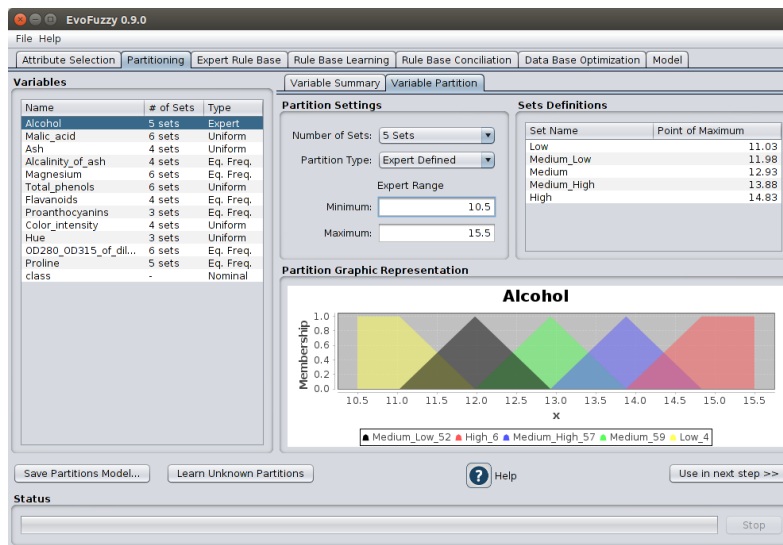 EvoFuzzy 0.9.0
File Help
Attribute Selection Partitioning Expert Rule Base Rule Base Learning Rule Base Conciliation Data Base Optimization Model
Variables
Name # of Sets Type
Alcohol 5 sets Expert
Malic_acid 6 sets Uniform
Ash 4 sets Uniform
Alcalinity_of_ash 4 sets Eq. Freq.
Magnesium 6 sets Eq. Freq.
Total_phenols 6 sets Uniform
Flavanoids 4 sets Eq. Freq.
Proanthocyanins 3 sets Eq. Freq.
Color_intensity 4 sets Uniform
Hue 3 sets Uniform
OD280_OD315_of_dil... 6 sets Eq. Freq.
Proline 5 sets Eq. Freq.
class - Nominal
Variable Summary Variable Partition
Partition Settings
Number of Sets: 5 Sets
Partition Type: Expert Defined
Expert Range
Minimum: 10.5
Maximum: 15.5
Sets Definitions
Set Name Point of Maximum
Low 11.03
Medium_Low 11.98
Medium 12.93
Medium_High 13.88
High 14.83
Partition Graphic Representation
Alcohol
Membership
1.0
0.8
0.6
0.4
0.2
0.0
10.5 11.0 11.5 12.0 12.5 13.0 13.5 14.0 14.5 15.0 15.5
x
Medium_Low_52 High_6 Medium_High_57 Medium_59 Low_4
Save Partitions Model... Learn Unknown Partitions ? Help Use in next step >>
Status
Stop